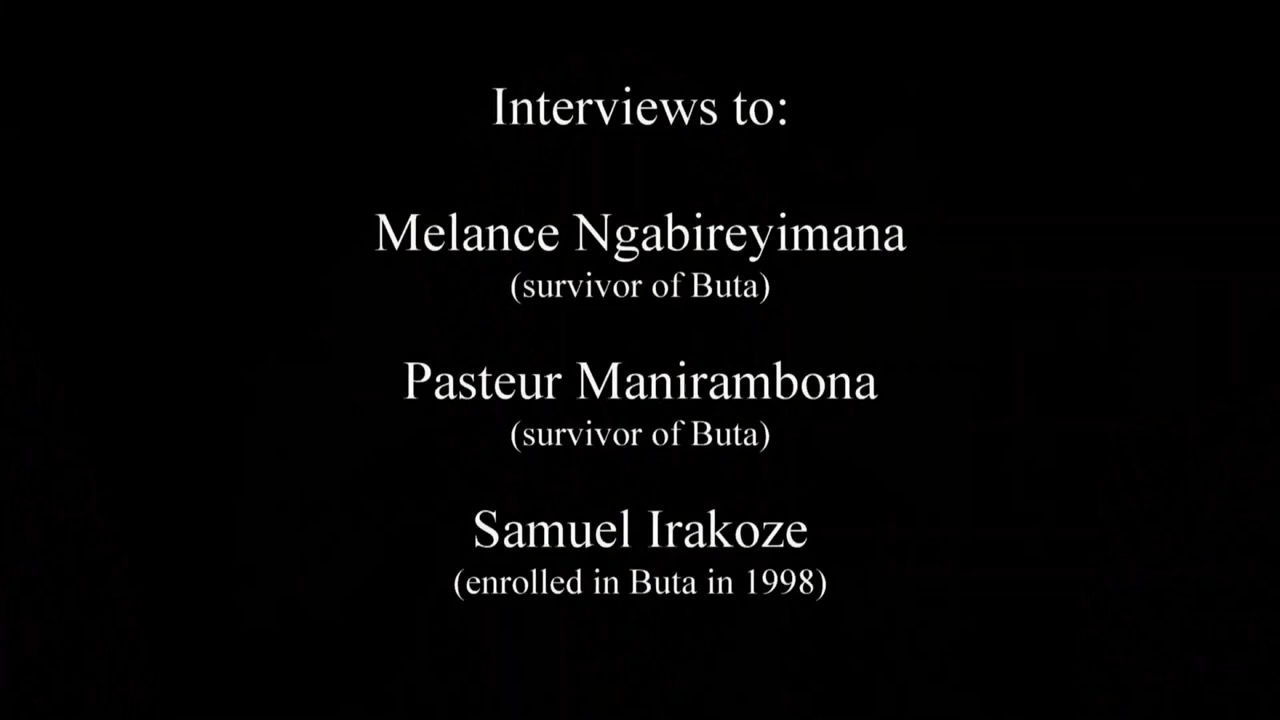 Interviews to:
Melance Ngabireyimana
(survivor of Buta)
Pasteur Manirambona
(survivor of Buta)
Samuel Irakoze
(enrolled in Buta in 1998)